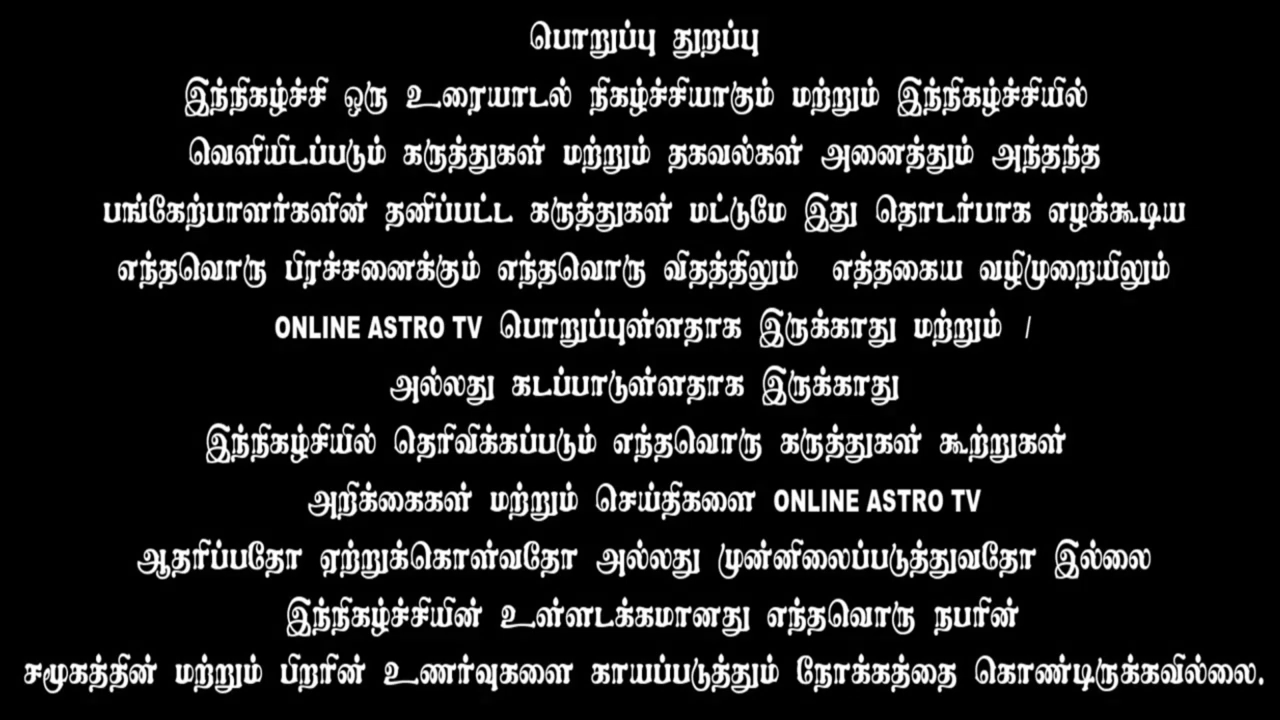 பொறுப்பு துறப்பு
இந்நிகழ்ச்சி ஒரு உரையாடல் நிகழ்ச்சியாகும் மற்றும் இந்நிகழ்ச்சியில்
வெளியிடப்படும் கருத்துகள் மற்றும் தகவல்கள் அனைத்தும் அந்தந்த
பங்கேற்பாளர்களின் தனிப்பட்ட கருத்துகள் மட்டுமே இது தொடர்பாக எழக்கூடிய
எந்தவொரு பிரச்சனைக்கும் எந்தவொரு விதத்திலும் எத்தகைய வழிமுறையிலும்
ONLINE ASTRO TV பொறுப்புள்ளதாக இருக்காது மற்றும் /
அல்லது கடப்பாடுள்ளதாக இருக்காது
இந்நிகழ்சியில் தெரிவிக்கப்படும் எந்தவொரு கருத்துகள் கூற்றுகள்
அறிக்கைகள் மற்றும் செய்திகளை ONLINE ASTRO TV
ஆதரிப்பதோ ஏற்றுக்கொள்வதோ அல்லது முன்னிலைப்படுத்துவதோ இல்லை
இந்நிகழ்ச்சியின் உள்ளடக்கமானது எந்தவொரு நபரின்
சமூகத்தின் மற்றும் பிறரின் உணர்வுகளை காயப்படுத்தும் நோக்கத்தை கொண்டிருக்கவில்லை.